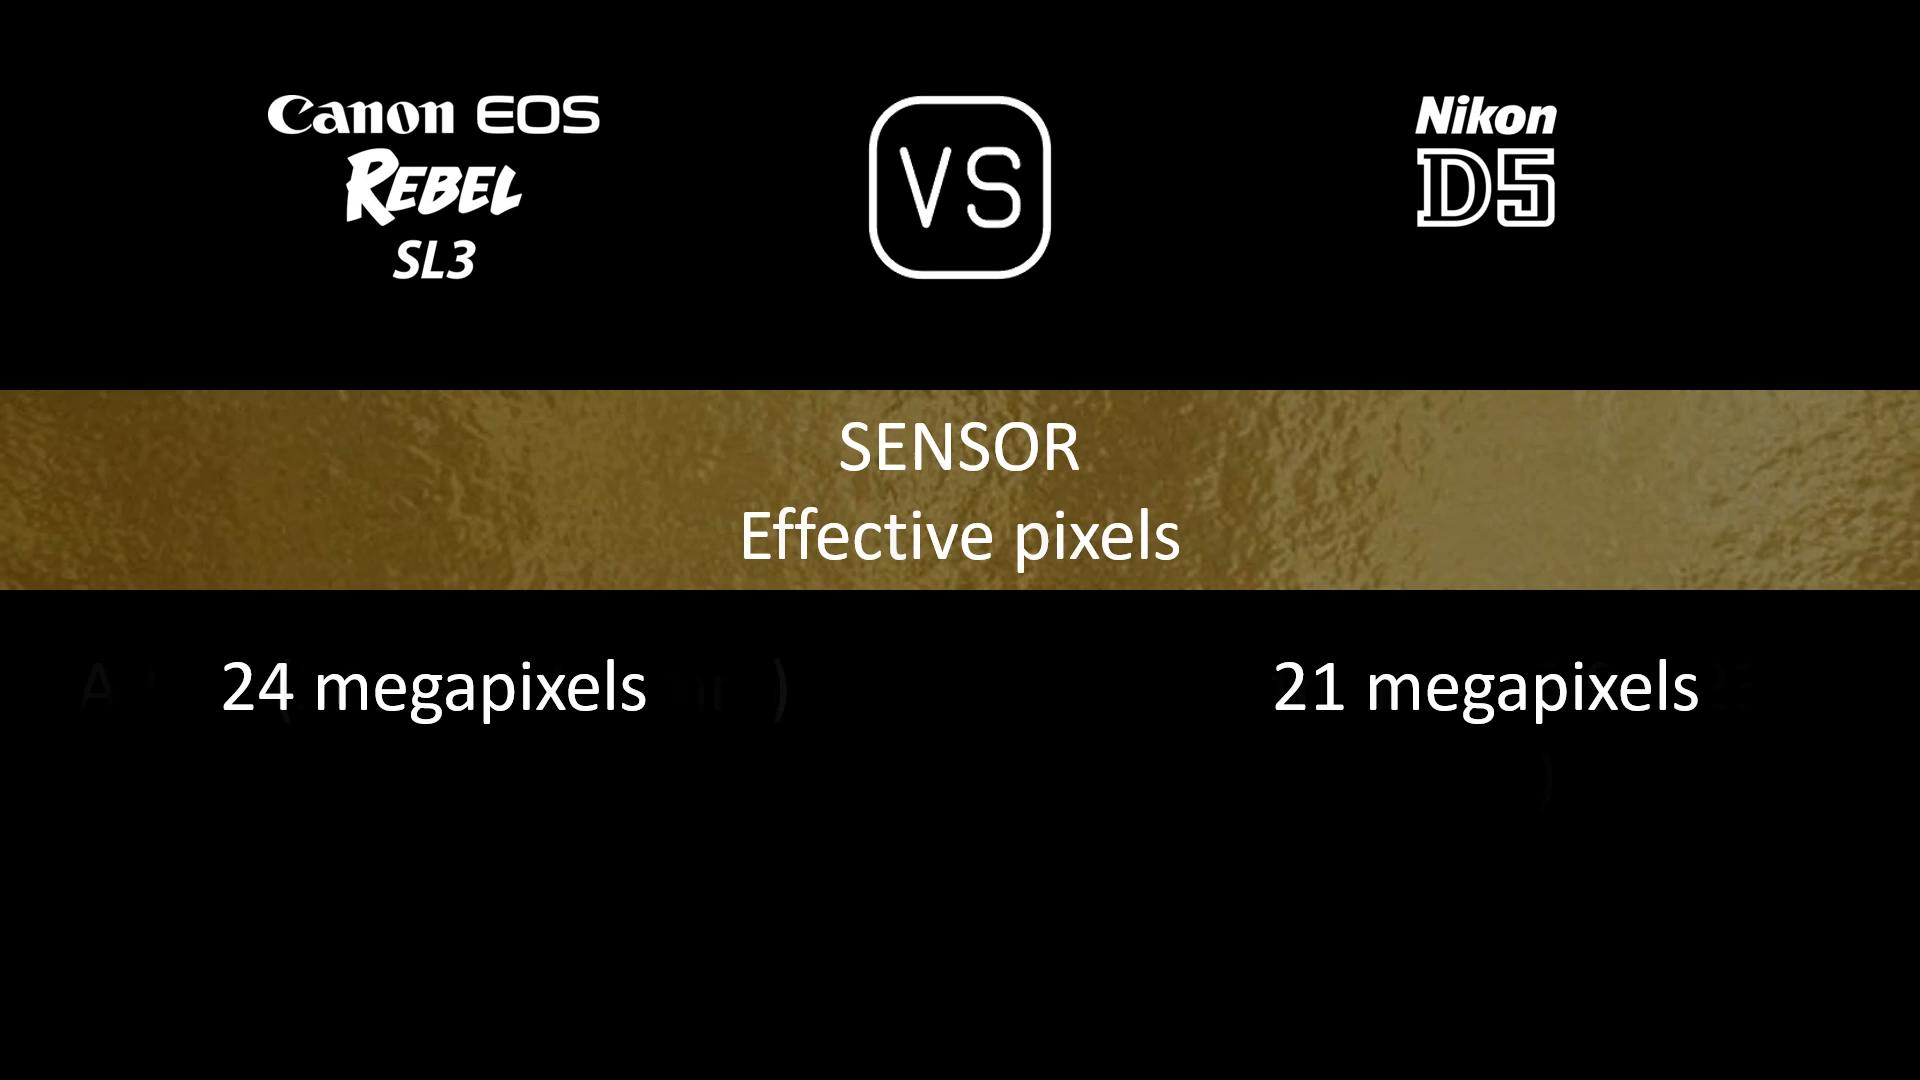 Canon EOS
REBEL
SL3
VS
Nikon
D5
SENSOR
Effective pixels
24 megapixels
21 megapixels